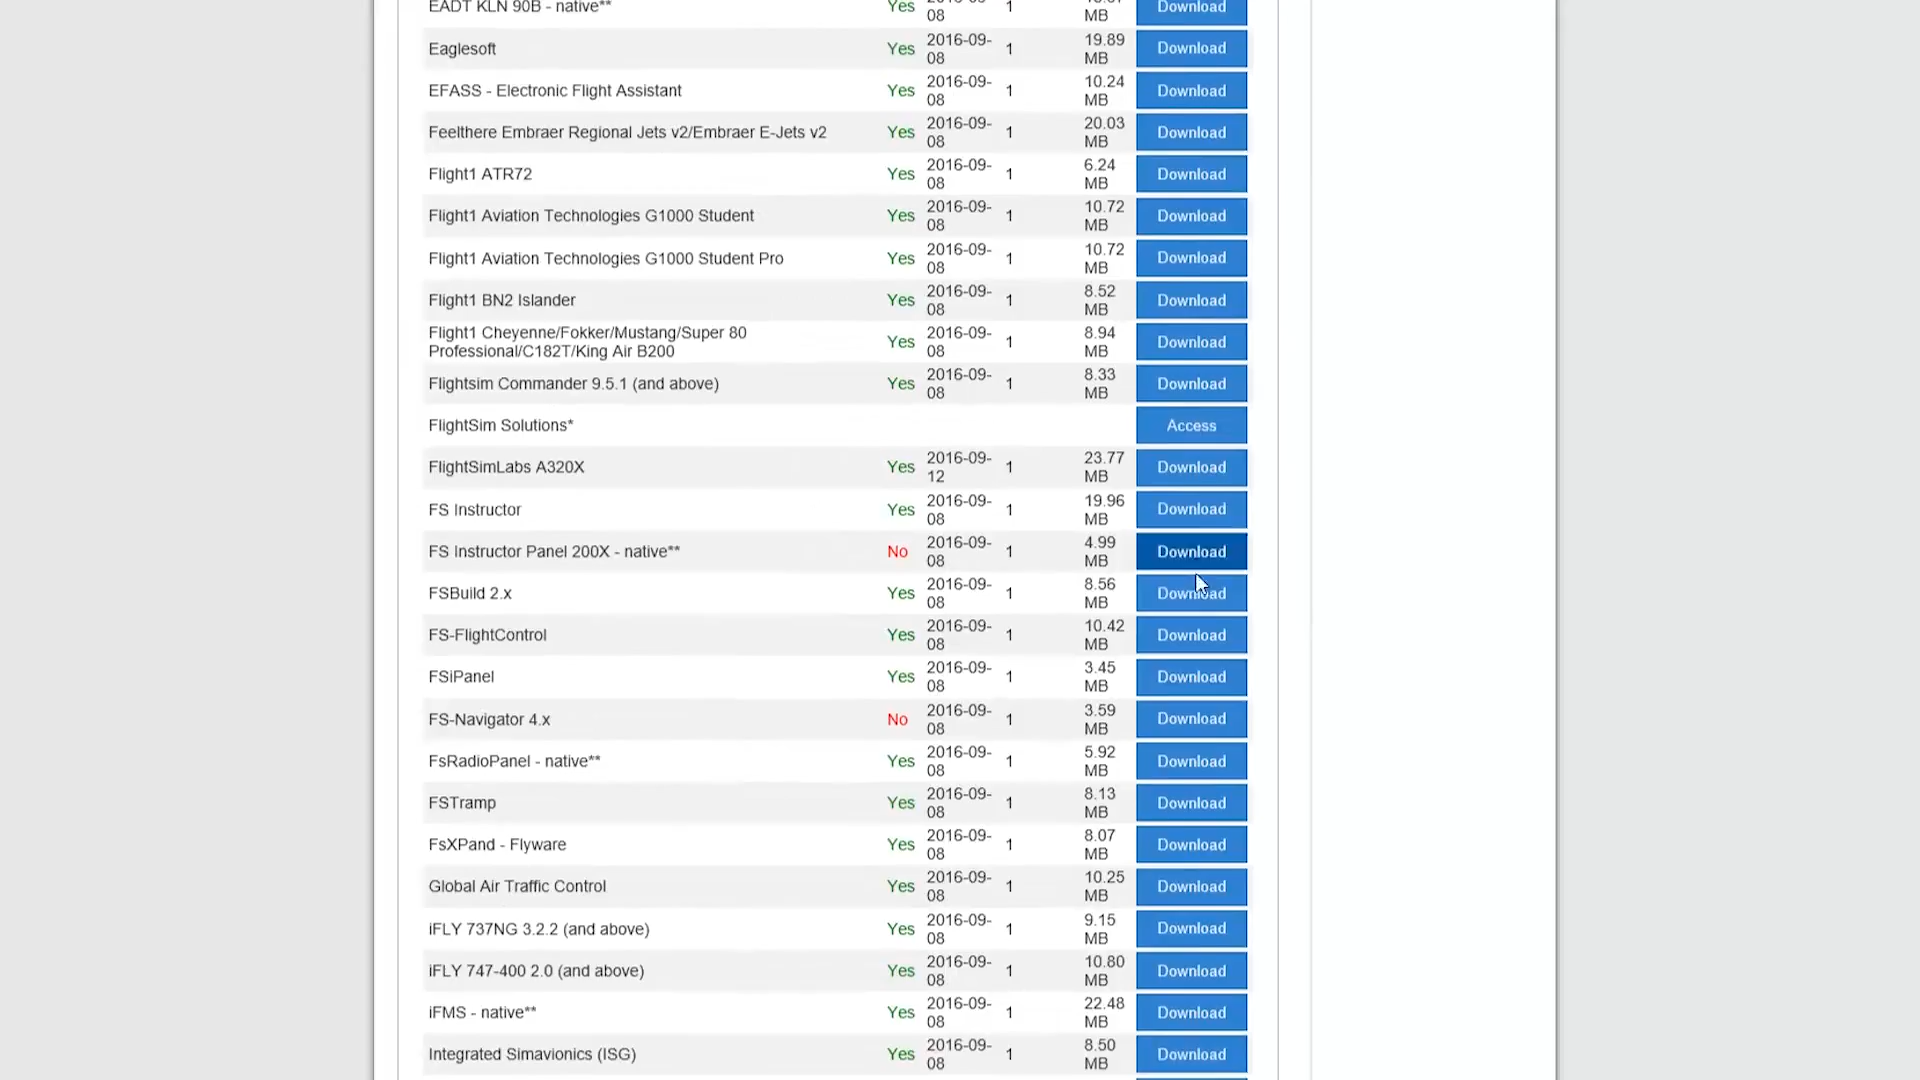 EADT KLN 90B - native** Yes 08 1 MB Download
Eaglesoft Yes 2016-09-08 1 19.89 MB Download
EFASS - Electronic Flight Assistant Yes 2016-09-08 1 10.24 MB Download
Feelthere Embraer Regional Jets v2/Embraer E-Jets v2 Yes 2016-09-08 1 20.03 MB Download
Flight1 ATR72 Yes 2016-09-08 1 6.24 MB Download
Flight1 Aviation Technologies G1000 Student Yes 2016-09-08 1 10.72 MB Download
Flight1 Aviation Technologies G1000 Student Pro Yes 2016-09-08 1 10.72 MB Download
Flight1 BN2 Islander Yes 2016-09-08 1 8.52 MB Download
Flight1 Cheyenne/Fokker/Mustang/Super 80
Professional/C182T/King Air B200 Yes 2016-09-08 1 8.94 MB Download
Flightsim Commander 9.5.1 (and above) Yes 2016-09-08 1 8.33 MB Download
FlightSim Solutions* Access
FlightSimLabs A320X Yes 2016-09-12 1 23.77 MB Download
FS Instructor Yes 2016-09-08 1 19.96 MB Download
FS Instructor Panel 200X - native** No 2016-09-08 1 4.99 MB Download
FSBuild 2.x Yes 2016-09-08 1 8.56 MB Download
FS-FlightControl Yes 2016-09-08 1 10.42 MB Download
FSiPanel Yes 2016-09-08 1 3.45 MB Download
FS-Navigator 4.x No 2016-09-08 1 3.59 MB Download
FsRadioPanel - native** Yes 2016-09-08 1 5.92 MB Download
FSTramp Yes 2016-09-08 1 8.13 MB Download
FsXPand - Flyware Yes 2016-09-08 1 8.07 MB Download
Global Air Traffic Control Yes 2016-09-08 1 10.25 MB Download
iFLY 737NG 3.2.2 (and above) Yes 2016-09-08 1 9.15 MB Download
iFLY 747-400 2.0 (and above) Yes 2016-09-08 1 10.80 MB Download
iFMS - native** Yes 2016-09-08 1 22.48 MB Download
Integrated Simavionics (ISG) Yes 2016-09-08 1 8.50 MB Download